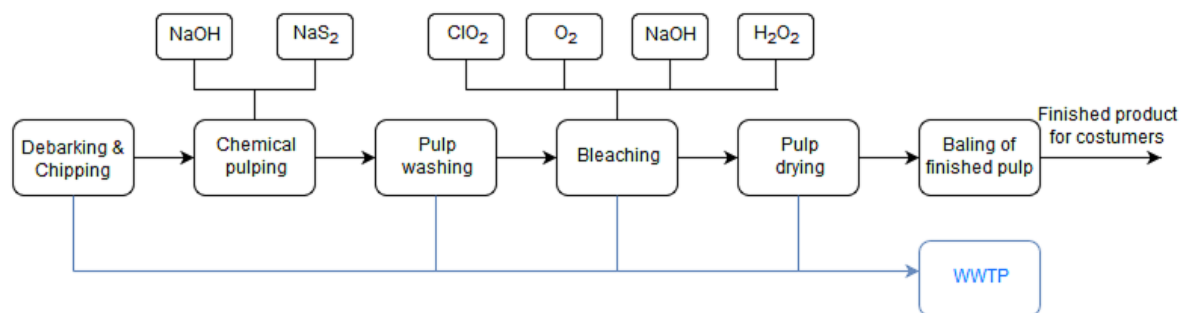 NaOH
NaS₂
ClO₂
O₂
NaOH
H₂O₂
Debarking &
Chipping
Chemical
pulping
Pulp
washing
Bleaching
Pulp
drying
Baling of
finished pulp
Finished product
for costumers
WWTP